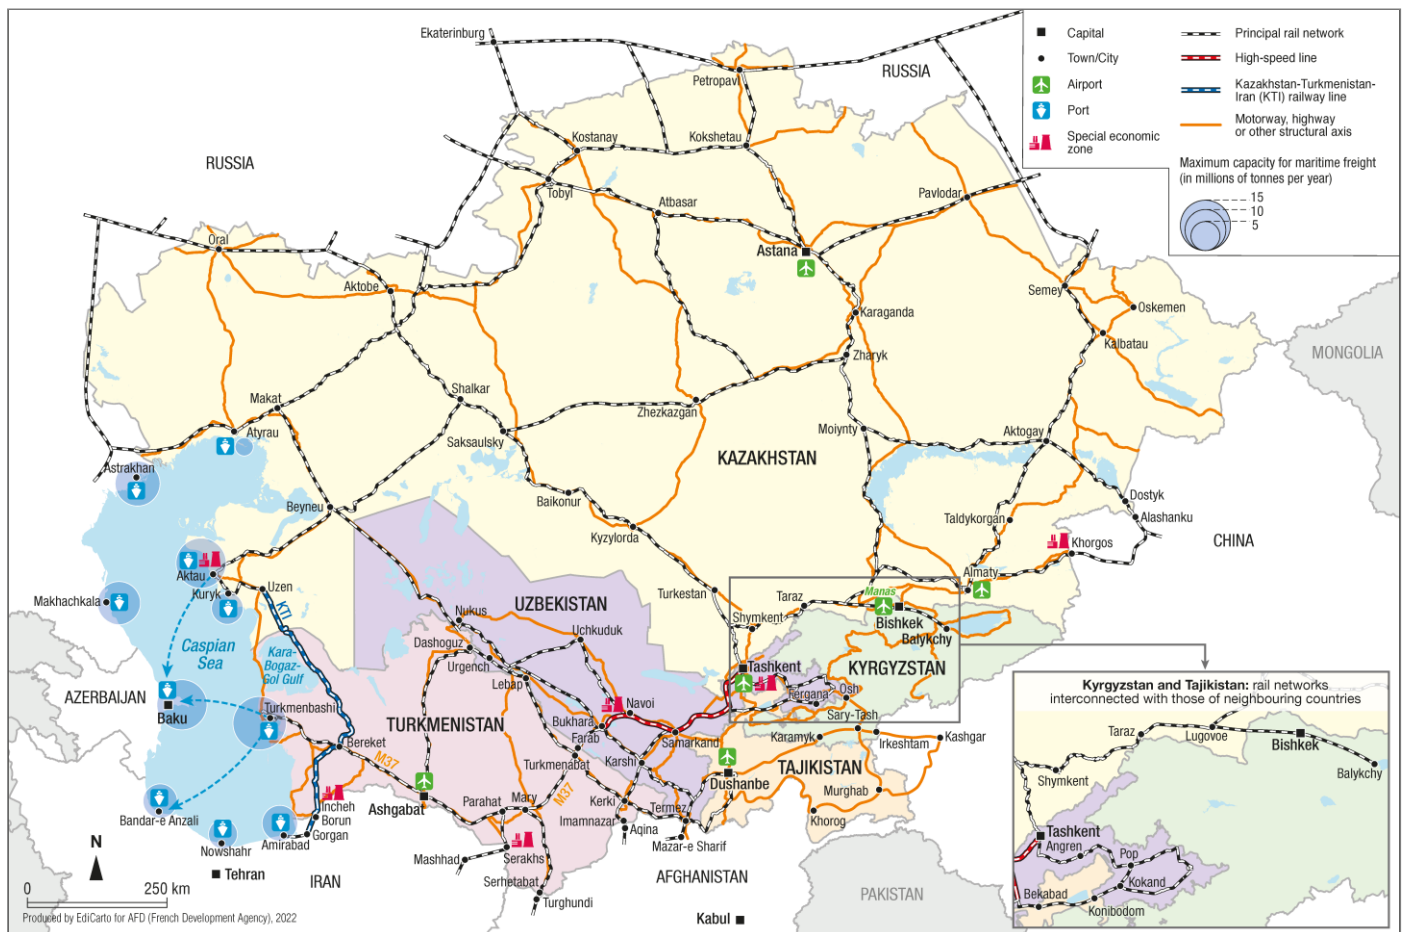 Ekaterinburg
Petropavl
RUSSIA
Kostanay
Kokshetau
RUSSIA
Tobyl
Atbasar
Pavlodar
Oral
Astana
Aktobe
Semey
Oskemen
Karaganda
Kalbatau
Zharyk
MONGOLIA
Shalkar
Makat
Zhezkazgan
Atyrau
Saksaulsky
Moiynty
Aktogay
KAZAKHSTAN
Astrakhan
Baikonur
Dostyk
Beyneu
Taldykorgan
Alashanku
Kyzylorda
Khorgos
CHINA
Aktau
Almaty
Uzen
Kuryk
Makhachkala
KTI
Turkestan
Taraz
Manas
UZBEKISTAN
Nukus
Shymkent
Bishkek
Uchkuduk
Balykchy
Dashoguz
Caspian
Sea
Kara-
Bogaz-
Gol Gulf
Urgench
Tashkent
KYRGYZSTAN
Lebap
AZERBAIJAN
Baku
Fergana
Osh
Navoi
Turkmenbashi
TURKMENISTAN
Bukhara
Sary-Tash
Farab
Samarkand
Karamyk
Irkeshtam
Kashgar
Bereket
M37
Karshi
Turkmenabat
TAJIKISTAN
Dushanbe
Murghab
M37
Ashgabat
Parahat
Mary
Kerki
Termez
Incheh
Borun
Khorog
Bandar-e Anzali
Imamnazar
Aqina
Gorgan
Amirabad
Nowshahr
Mazar-e Sharif
Mashhad
Serakhs
Tehran
IRAN
Serhetabat
AFGHANISTAN
PAKISTAN
Turghundi
Kabul
N
0
250 km
Produced by EdiCarto for AFD (French Development Agency), 2022
Capital
Town/City
Airport
Port
Special economic
zone
Principal rail network
High-speed line
Kazakhstan-Turkmenistan-
Iran (KTI) railway line
Motorway, highway
or other structural axis
Maximum capacity for maritime freight
(in millions of tonnes per year)
15
10
5
Kyrgyzstan and Tajikistan: rail networks
interconnected with those of neighbouring countries
Taraz
Lugovoe
Bishkek
Shymkent
Balykchy
Tashkent
Angren
Pop
Kokand
Bekabad
Konibodom